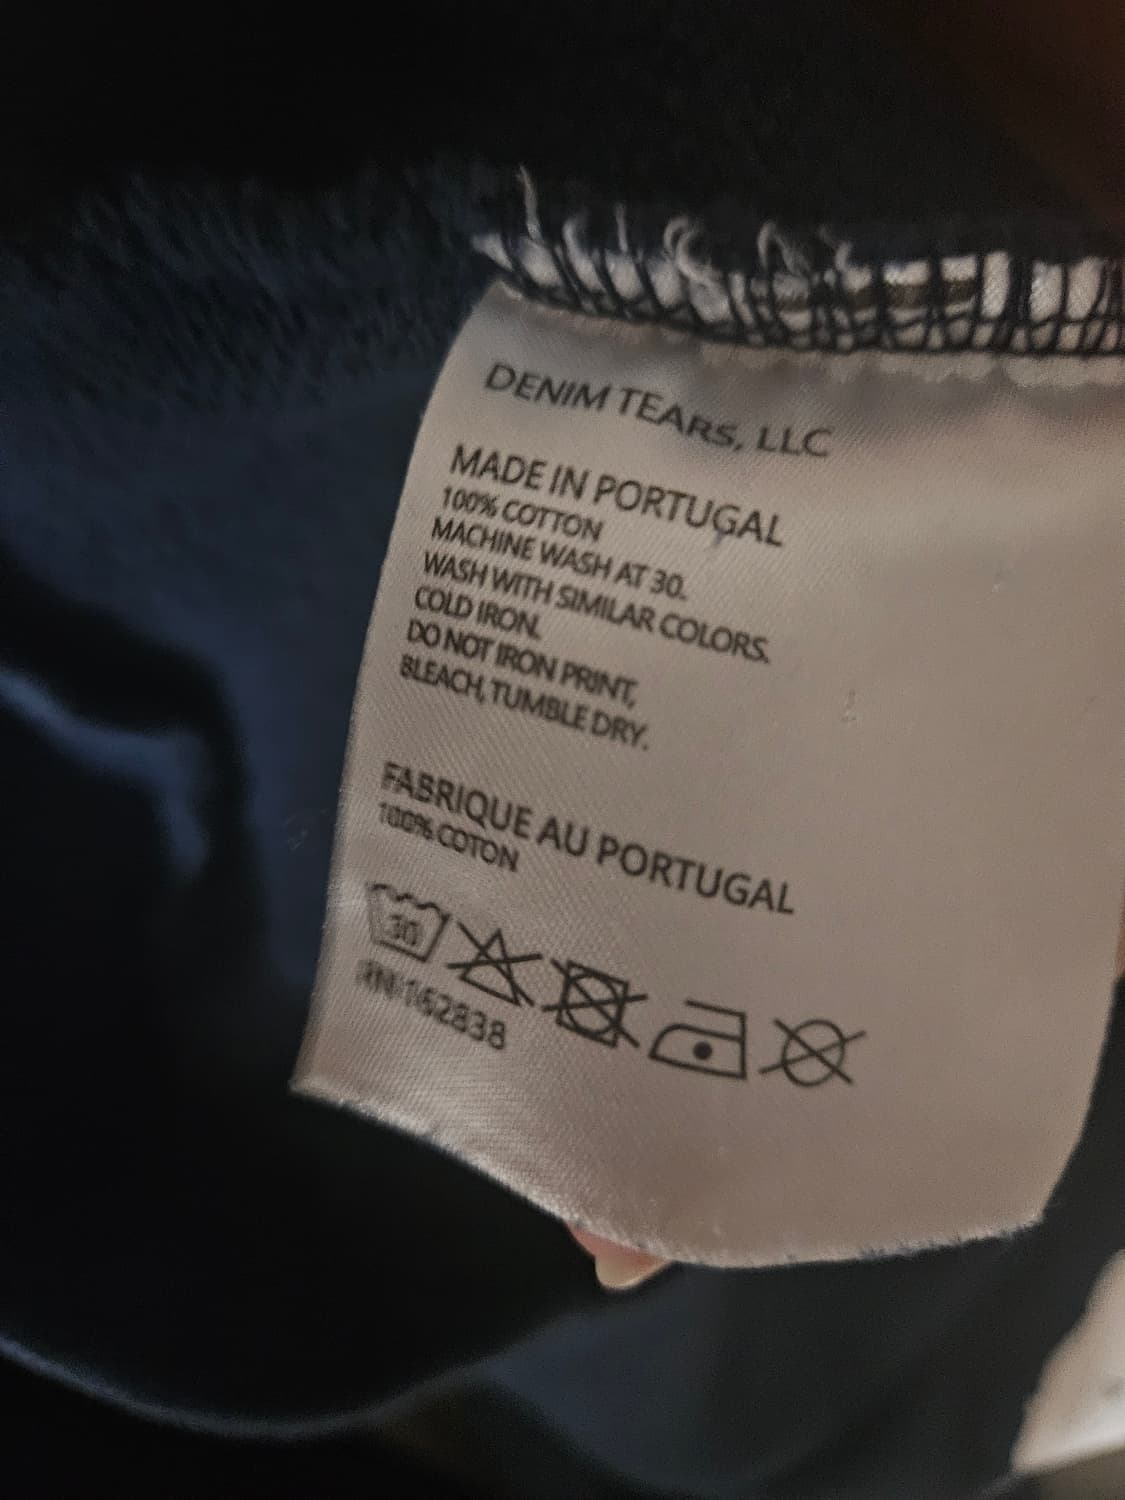 DENIM TEARS, LLC
MADE IN PORTUGAL
100% COTTON
MACHINE WASH AT 30.
WASH WITH SIMILAR COLORS.
COLD IRON.
DO NOT IRON PRINT,
BLEACH, TUMBLE DRY.
FABRIQUE AU PORTUGAL
100% COTON
30
RN 162838